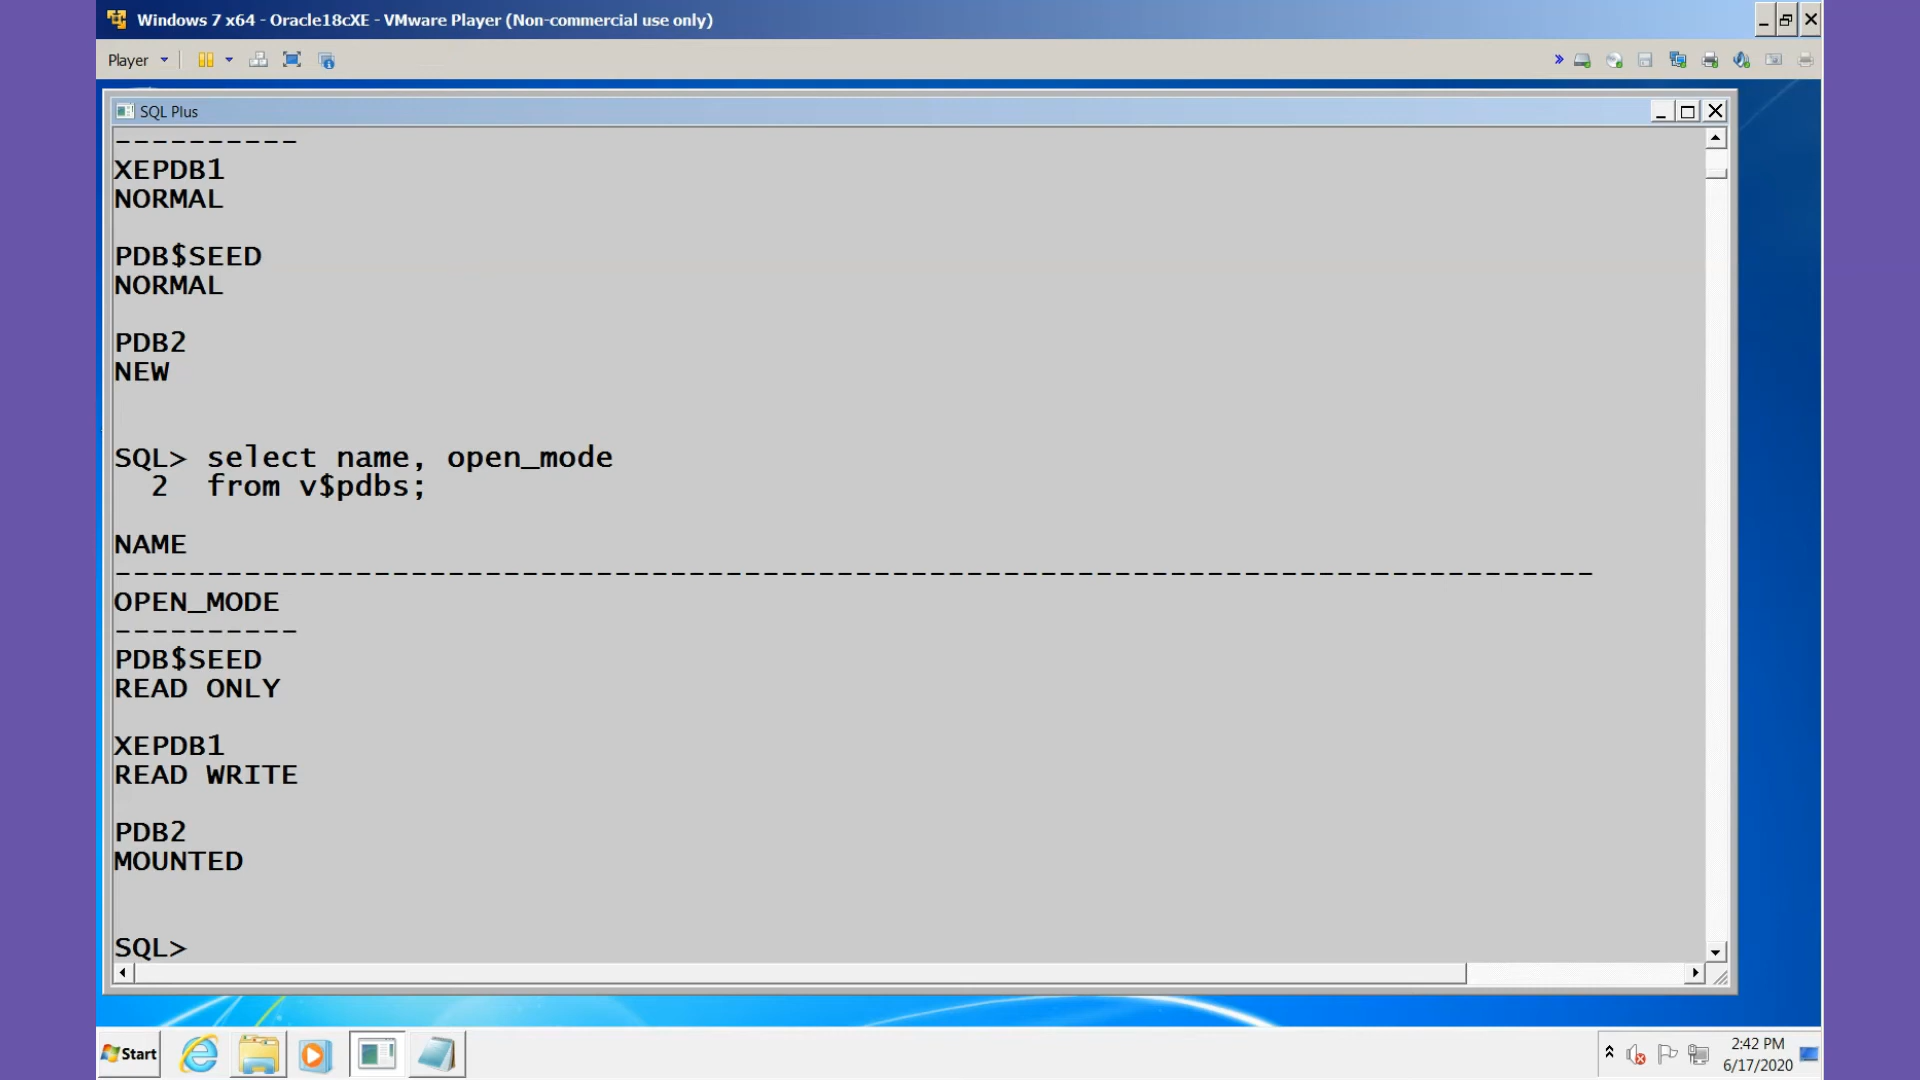 Windows 7 x64 - Oracle18cXE - VMware Player (Non-commercial use only)
Player
SQL Plus
----------
XEPDB1
NORMAL
PDB$SEED
NORMAL
PDB2
NEW
SQL> select name, open_mode
2 from v$pdbs;
NAME
--------------------------------------------------------------------------------
OPEN_MODE
----------
PDB$SEED
READ ONLY
XEPDB1
READ WRITE
PDB2
MOUNTED
SQL>
Start
2:42 PM
6/17/2020